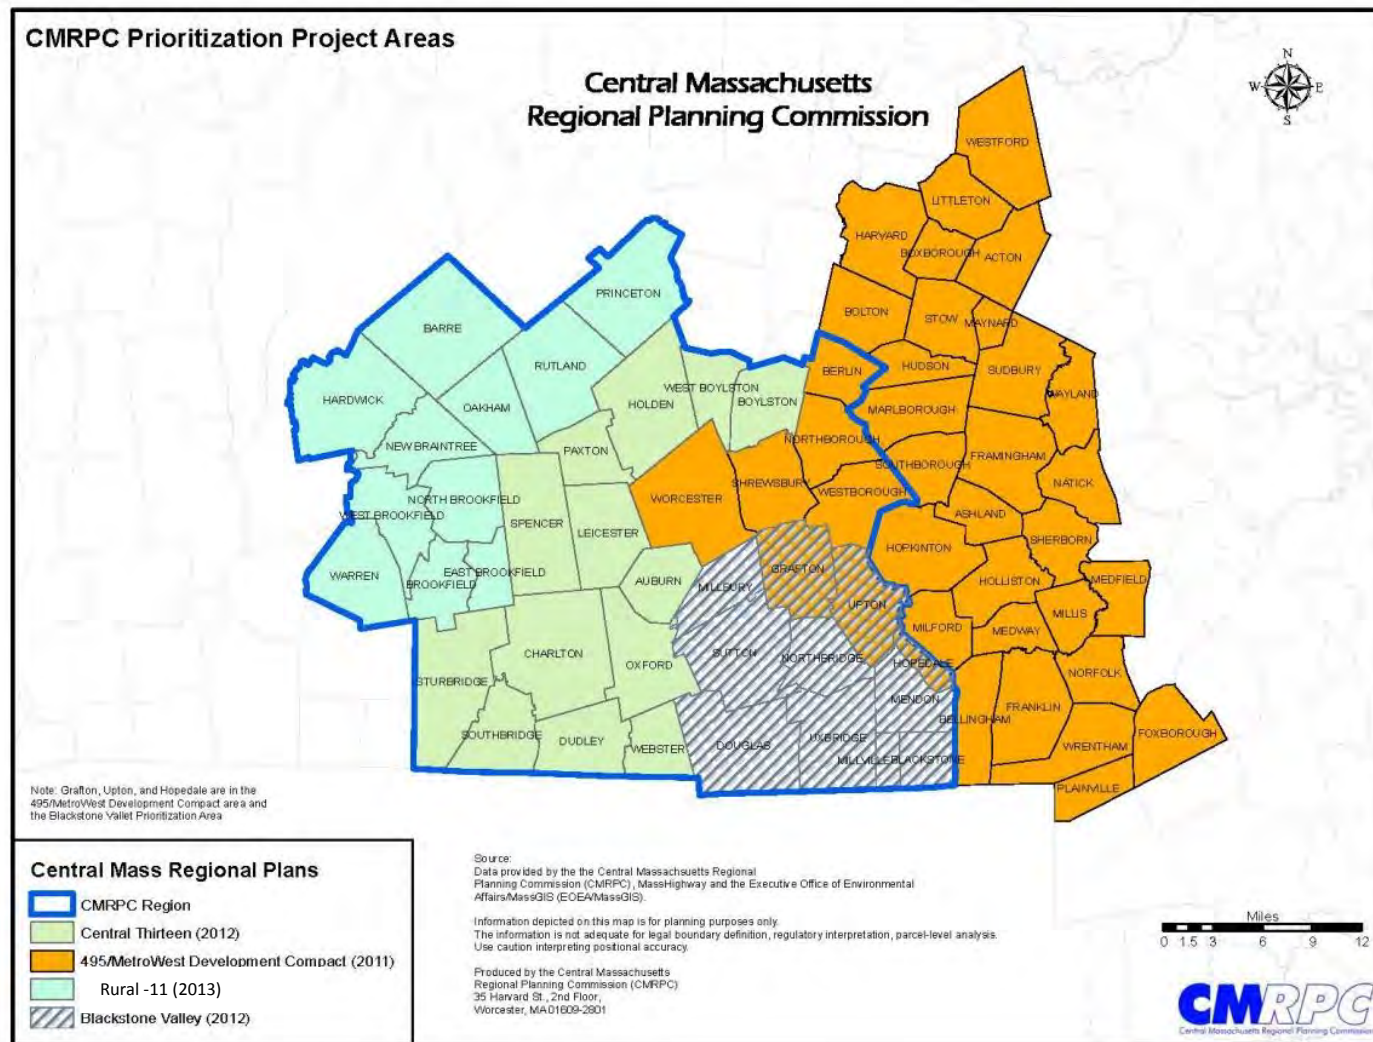 CMRPC Prioritization Project Areas
Central Massachusetts
Regional Planning Commission
N
W E
S
WESTFORD
LITTLETON
HARVARD
BOXBOROUGH
ACTON
PRINCETON
BOLTON
STOW
MAYNARD
BARRE
RUTLAND
BERLIN
HUDSON
SUDBURY
WAYLAND
HARDWICK
OAKHAM
HOLDEN
WEST BOYLSTON
BOYLSTON
MARLBOROUGH
NEW BRAINTREE
PAXTON
NORTHBOROUGH
SOUTHBOROUGH
FRAMINGHAM
NATICK
WEST BROOKFIELD
NORTH BROOKFIELD
SPENCER
LEICESTER
WORCESTER
SHREWSBURY
WESTBOROUGH
ASHLAND
SHERBORN
HOPKINTON
WARREN
BROOKFIELD
EAST BROOKFIELD
AUBURN
MILLBURY
GRAFTON
UPTON
HOLLISTON
MEDFIELD
MILLIS
MILFORD
MEDWAY
STURBRIDGE
CHARLTON
OXFORD
SUTTON
NORTHBRIDGE
HOPEDALE
NORFOLK
MENDON
BELLINGHAM
FRANKLIN
SOUTHBRIDGE
DUDLEY
WEBSTER
DOUGLAS
UXBRIDGE
MILLVILLE
BLACKSTONE
WRENTHAM
FOXBOROUGH
PLAINVILLE
Note: Grafton, Upton, and Hopedale are in the
495/MetroWest Development Compact area and
the Blackstone Vallet Prioritization Area
Central Mass Regional Plans
CMRPC Region
Central Thirteen (2012)
495/MetroWest Development Compact (2011)
Rural -11 (2013)
Blackstone Valley (2012)
Source:
Data provided by the the Central Massachusetts Regional
Planning Commission (CMRPC), MassHighway and the Executive Office of Environmental
Affairs/MassGIS (EOEA/MassGIS).
Information depicted on this map is for planning purposes only.
The information is not adequate for legal boundary definition, regulatory interpretation, parcel-level analysis.
Use caution interpreting positional accuracy.
Produced by the Central Massachusetts
Regional Planning Commission (CMRPC)
35 Harvard St., 2nd Floor,
Worcester, MA 01609-2801
Miles
0 1.5 3 6 9 12
CMRPC
Central Massachusetts Regional Planning Commission